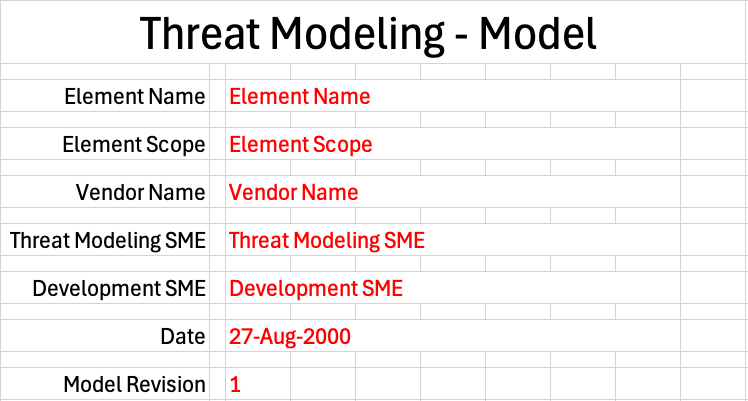 Threat Modeling - Model
Element Name Element Name
Element Scope Element Scope
Vendor Name Vendor Name
Threat Modeling SME Threat Modeling SME
Development SME Development SME
Date 27-Aug-2000
Model Revision 1